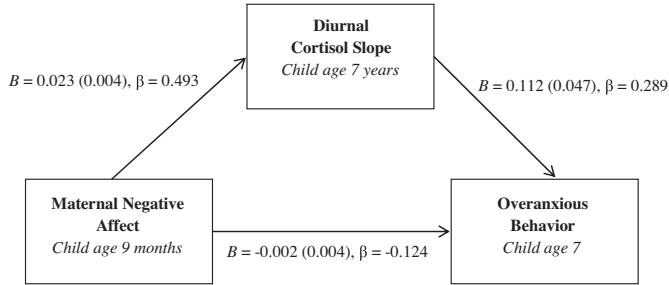 Diurnal
Cortisol Slope
Child age 7 years
B = 0.023 (0.004), β = 0.493
B = 0.112 (0.047), β = 0.289
Maternal Negative
Affect
Child age 9 months
B = -0.002 (0.004), β = -0.124
Overanxious
Behavior
Child age 7